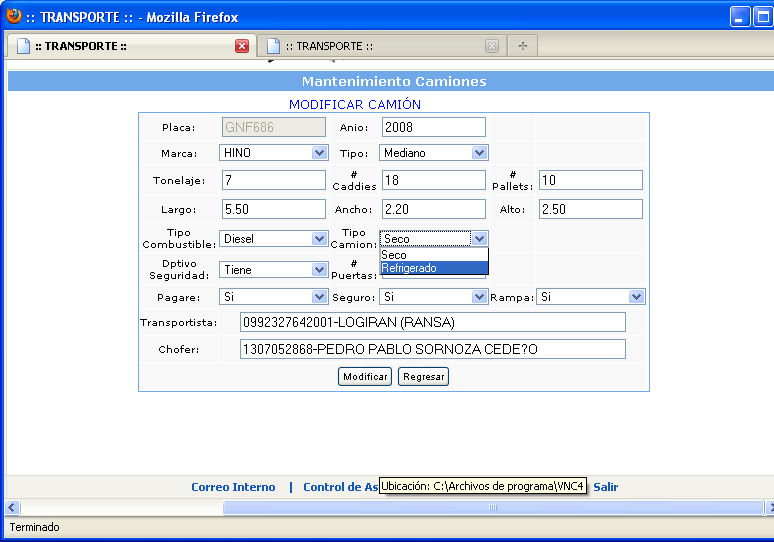 :: TRANSPORTE :: - Mozilla Firefox
:: TRANSPORTE :: :: TRANSPORTE ::
Mantenimiento Camiones
MODIFICAR CAMIÓN
Placa: GNF686 Anio: 2008
Marca: HINO Tipo: Mediano
Tonelaje: 7 # Caddies 18 # Pallets: 10
Largo: 5.50 Ancho: 2.20 Alto: 2.50
Tipo Combustible: Diesel Tipo Camion: Seco
Seco
Refrigerado
Dptivo Seguridad: Tiene # Puertas:
Pagare: Si Seguro: Si Rampa: Si
Transportista: 0992327642001-LOGIRAN (RANSA)
Chofer: 1307052868-PEDRO PABLO SORNOZA CEDE?O
Modificar Regresar
Correo Interno | Control de As Ubicación: C:\Archivos de programa\VNC4 Salir
Terminado